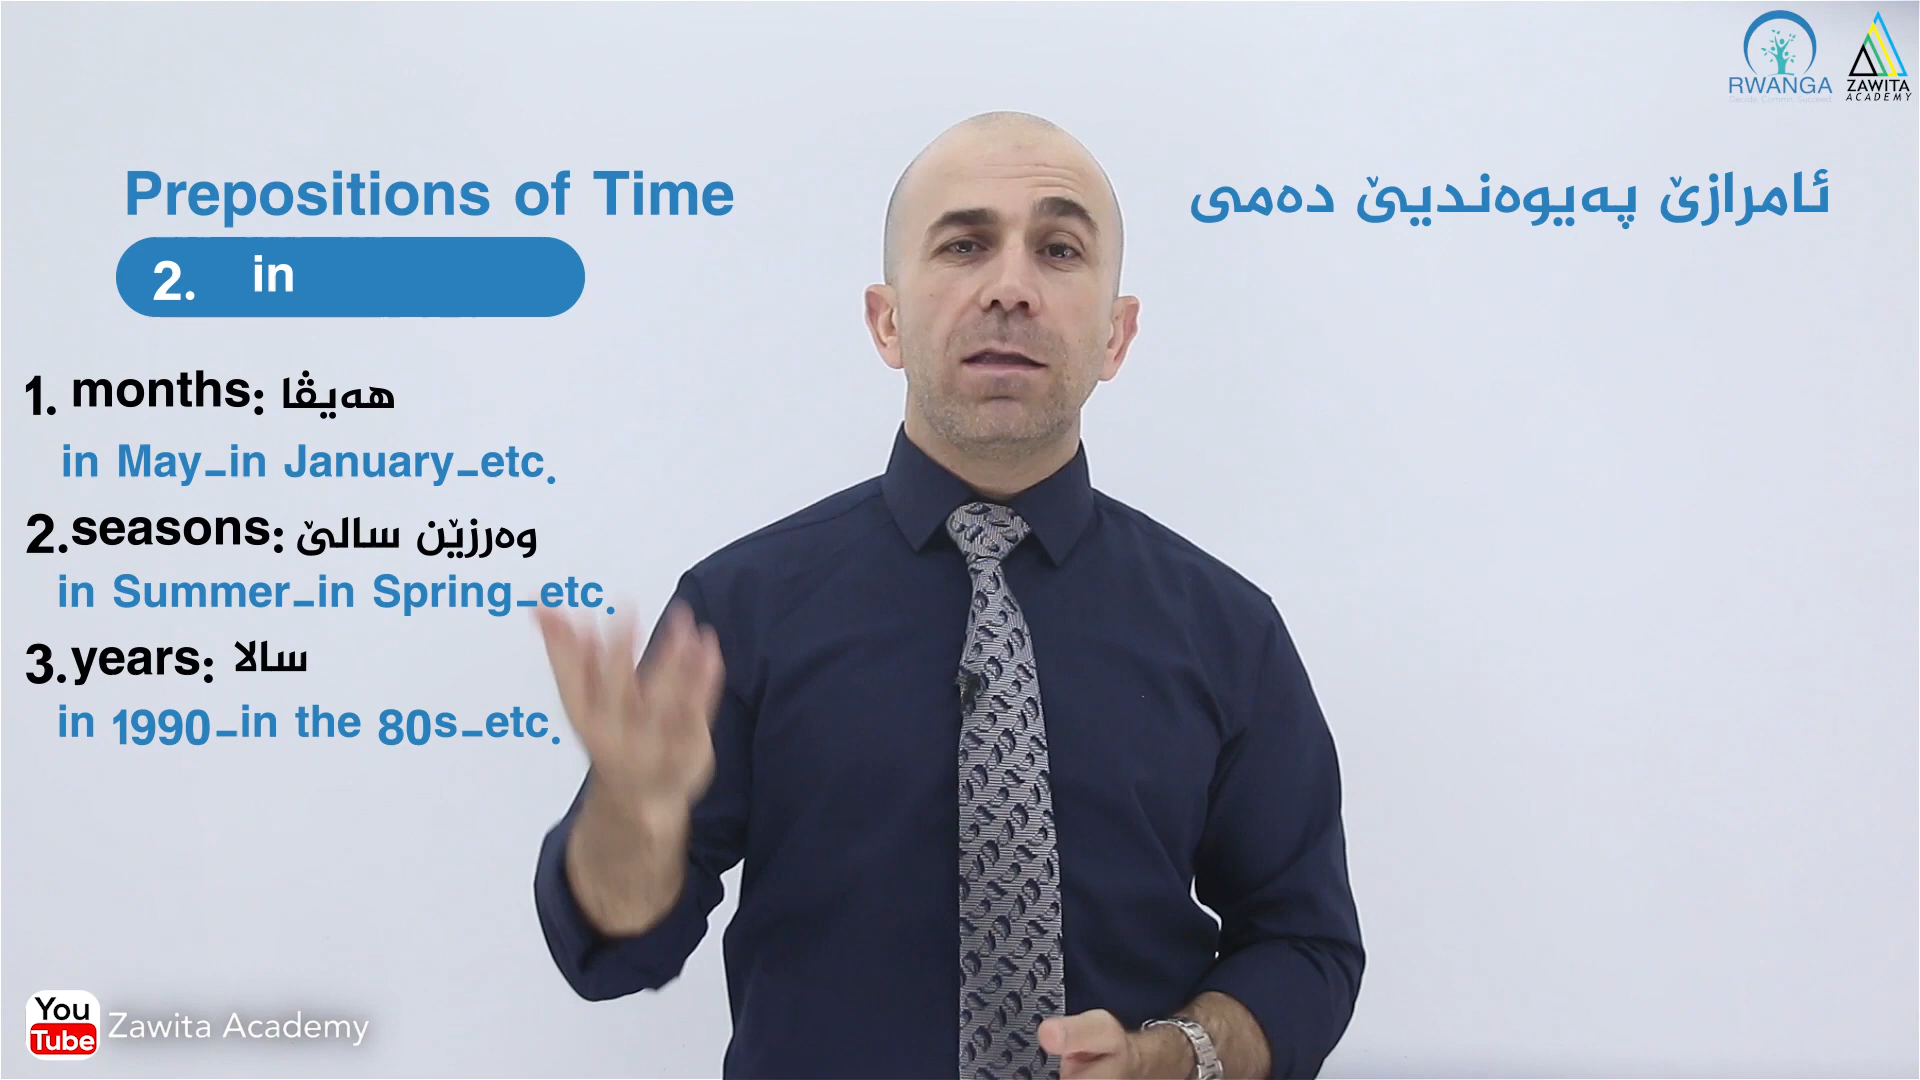 RWANGA
ZAWITA
ACADEMY
Prepositions of Time
ئامرازێ پەیوەندیێ دەمی
2. in
1. months: هەیڤا
in May_in January_etc.
2.seasons: وەرزێن سالێ
in Summer_in Spring_etc.
3.years: سالا
in 1990_in the 80s_etc.
You
Tube Zawita Academy